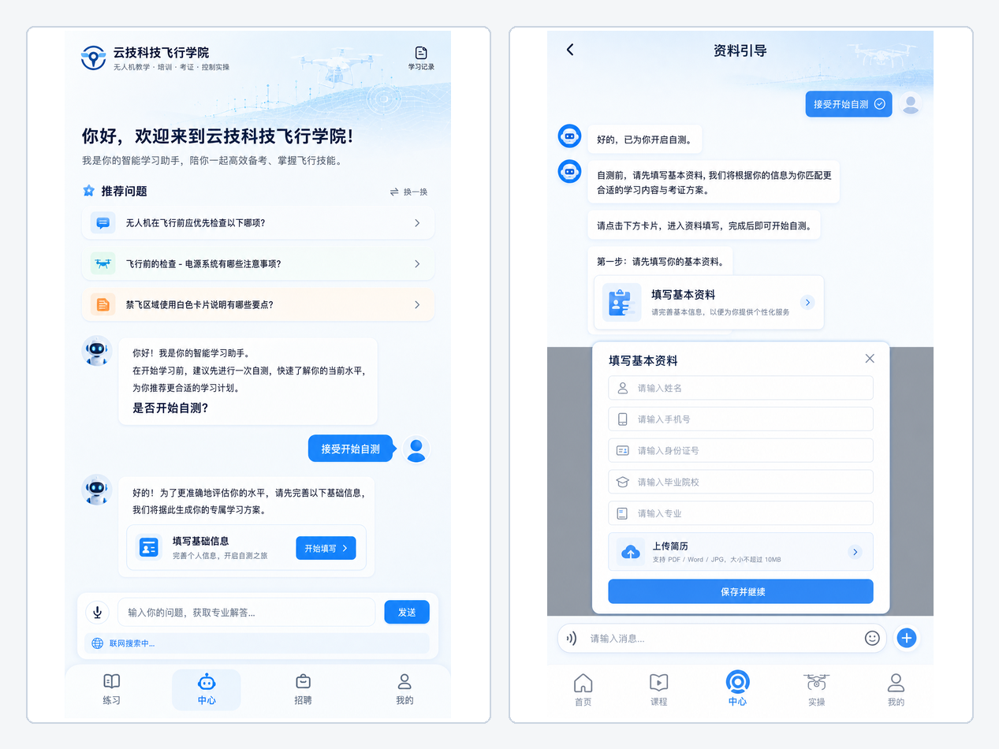 云技科技飞行学院
无人机教学 · 培训 · 考证 · 控制实操
学习记录
你好，欢迎来到云技科技飞行学院！
我是你的智能学习助手，陪你一起高效备考、掌握飞行技能。
推荐问题
换一换
无人机在飞行前应优先检查以下哪项？
飞行前的检查 - 电源系统有哪些注意事项？
禁飞区域使用白色卡片说明有哪些要点？
你好！我是你的智能学习助手。
在开始学习前，建议先进行一次自测，快速了解你的当前水平，
为你推荐更合适的学习计划。
是否开始自测？
接受开始自测
好的！为了更准确地评估你的水平，请先完善以下基础信息，
我们将据此生成你的专属学习方案。
填写基础信息
完善个人信息，开启自测之旅
开始填写
输入你的问题，获取专业解答...
发送
联网搜索中...
练习
中心
招聘
我的
资料引导
接受开始自测
好的，已为你开启自测。
自测前，请先填写基本资料，我们将根据你的信息为你匹配更
合适的学习内容与考证方案。
请点击下方卡片，进入资料填写，完成后即可开始自测。
第一步：请先填写你的基本资料。
填写基本资料
请完善基本信息，以便为你提供个性化服务
填写基本资料
请输入姓名
请输入手机号
请输入身份证号
请输入毕业院校
请输入专业
上传简历
支持 PDF / Word / JPG，大小不超过 10MB
保存并继续
请输入消息...
首页
课程
中心
实操
我的